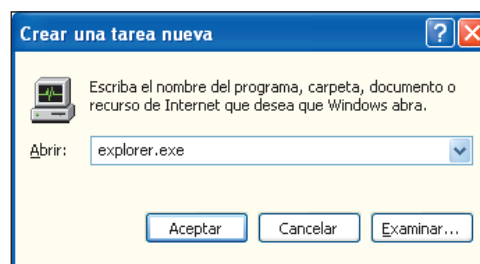 Crear una tarea nueva
Escriba el nombre del programa, carpeta, documento o
recurso de Internet que desea que Windows abra.
Abrir: explorer.exe
Aceptar Cancelar Examinar...